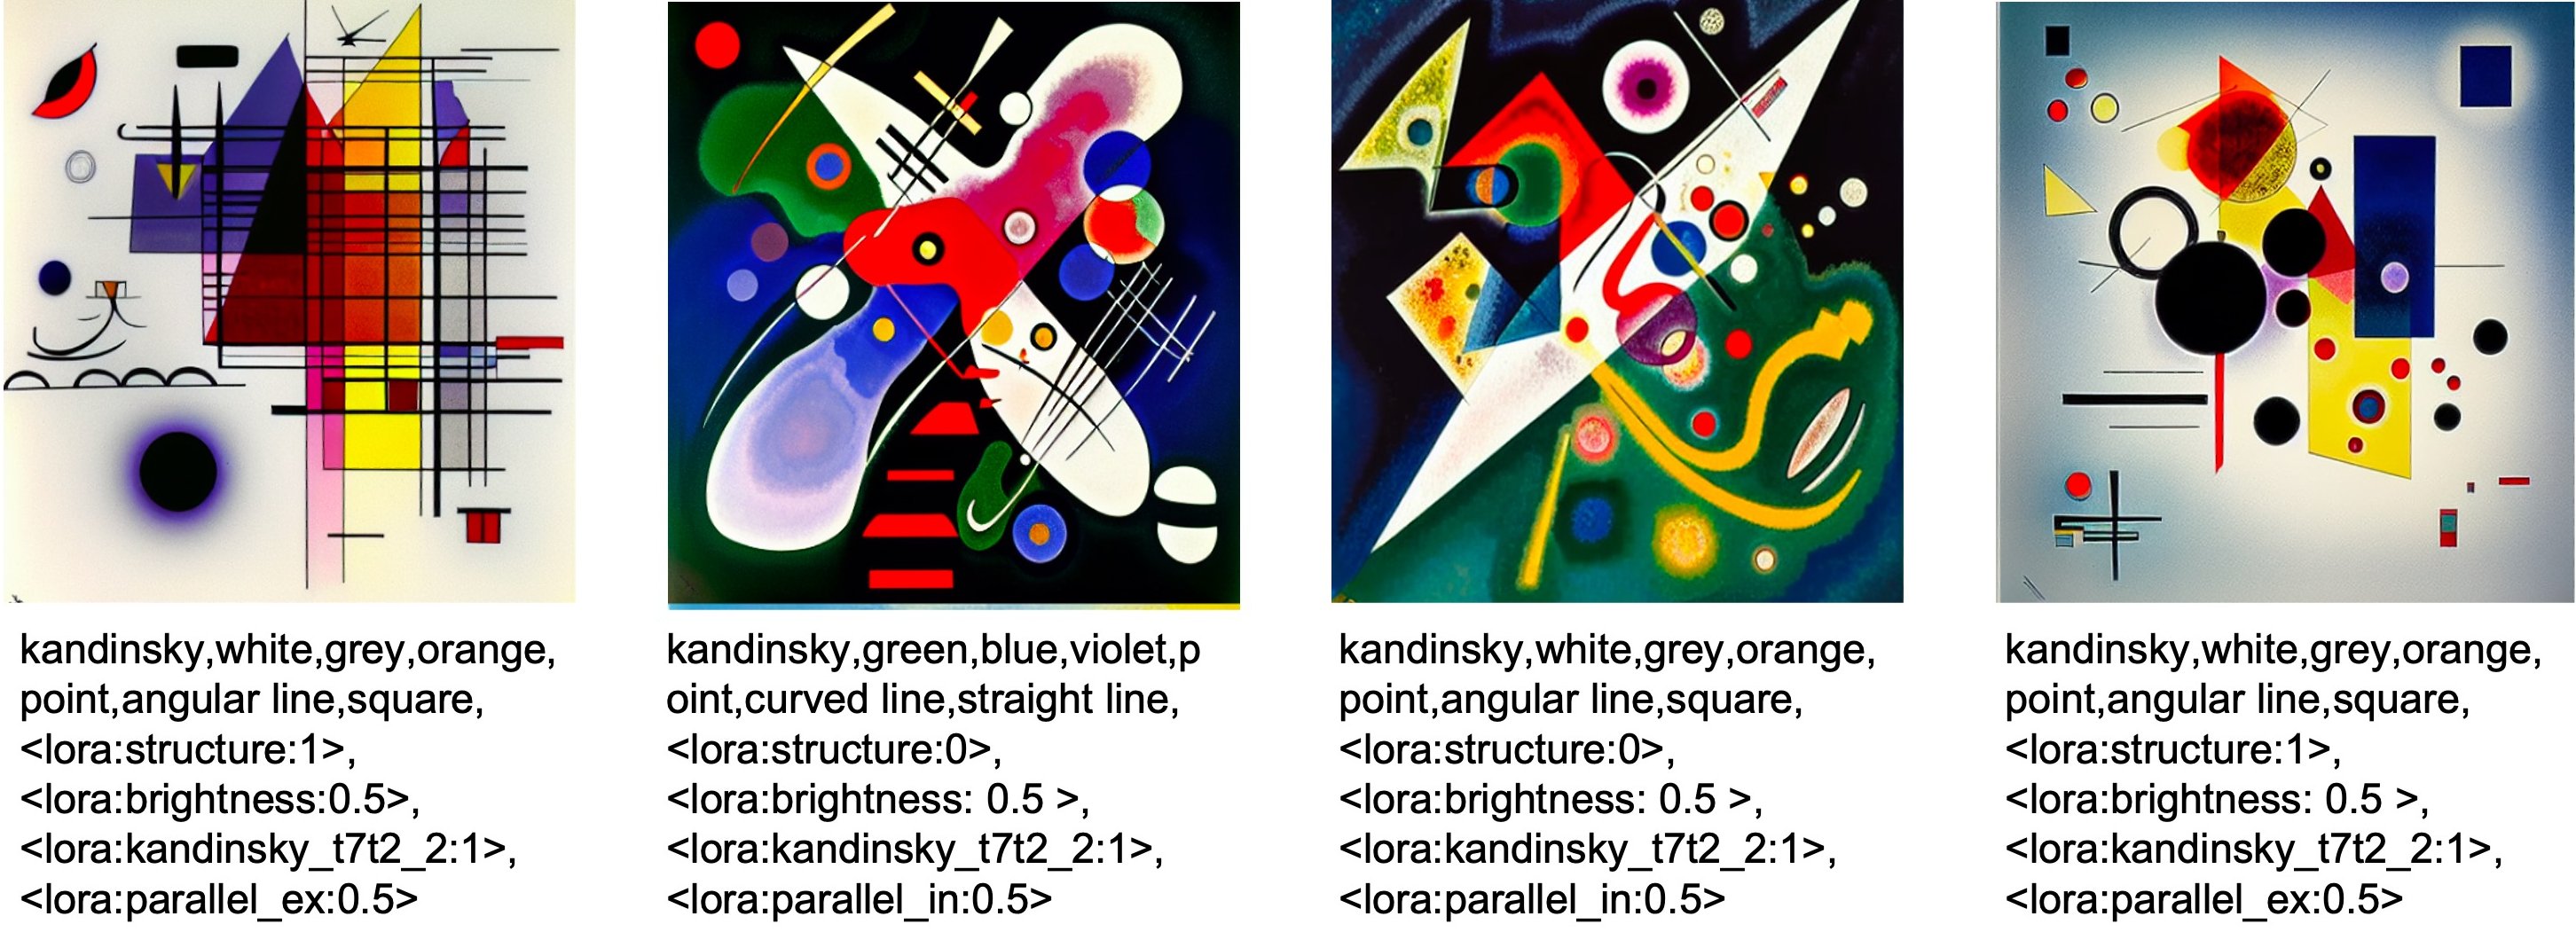 kandinsky,white,grey,orange,
point,angular line,square,
<lora:structure:1>,
<lora:brightness:0.5>,
<lora:kandinsky_t7t2_2:1>,
<lora:parallel_ex:0.5>
kandinsky,green,blue,violet,p
oint,curved line,straight line,
<lora:structure:0>,
<lora:brightness: 0.5 >,
<lora:kandinsky_t7t2_2:1>,
<lora:parallel_in:0.5>
kandinsky,white,grey,orange,
point,angular line,square,
<lora:structure:0>,
<lora:brightness: 0.5 >,
<lora:kandinsky_t7t2_2:1>,
<lora:parallel_in:0.5>
kandinsky,white,grey,orange,
point,angular line,square,
<lora:structure:1>,
<lora:brightness: 0.5 >,
<lora:kandinsky_t7t2_2:1>,
<lora:parallel_ex:0.5>